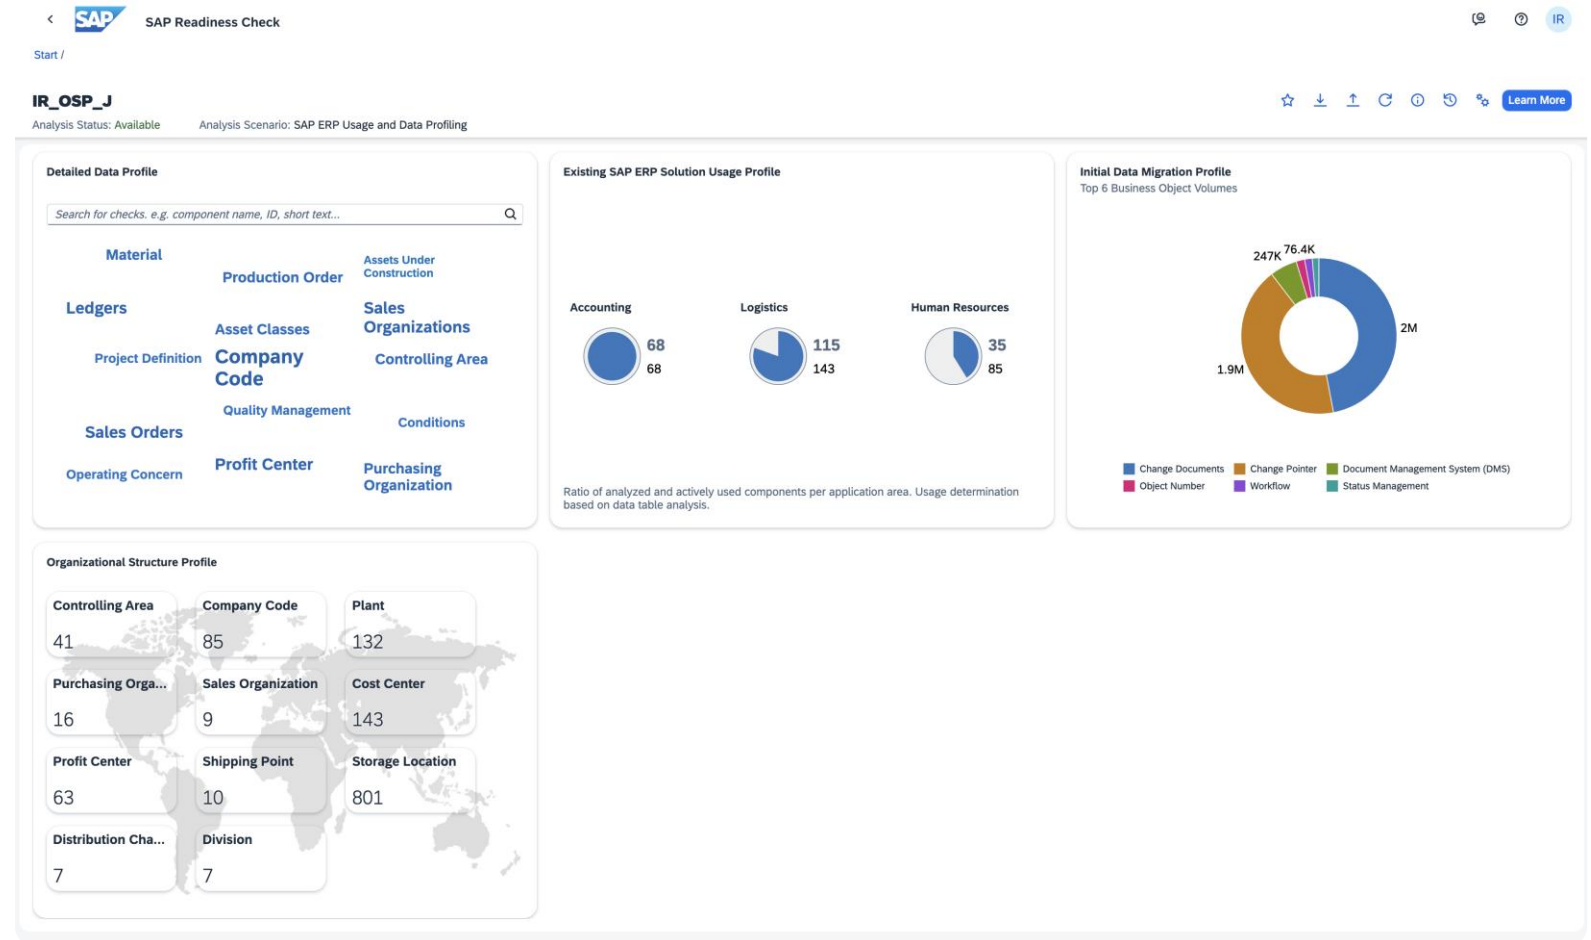 SAP
SAP Readiness Check
IR
Start /
IR_OSP_J
Learn More
Analysis Status: Available
Analysis Scenario: SAP ERP Usage and Data Profiling
Detailed Data Profile
Search for checks. e.g. component name, ID, short text...
Material
Production Order
Assets Under
Construction
Ledgers
Asset Classes
Sales
Organizations
Project Definition
Company
Code
Controlling Area
Quality Management
Sales Orders
Conditions
Operating Concern
Profit Center
Purchasing
Organization
Existing SAP ERP Solution Usage Profile
Accounting
68
68
Logistics
115
143
Human Resources
35
85
Ratio of analyzed and actively used components per application area. Usage determination
based on data table analysis.
Initial Data Migration Profile
Top 6 Business Object Volumes
247K
76.4K
2M
1.9M
Change Documents
Change Pointer
Document Management System (DMS)
Object Number
Workflow
Status Management
Organizational Structure Profile
Controlling Area
41
Company Code
85
Plant
132
Purchasing Orga...
16
Sales Organization
9
Cost Center
143
Profit Center
63
Shipping Point
10
Storage Location
801
Distribution Cha...
7
Division
7